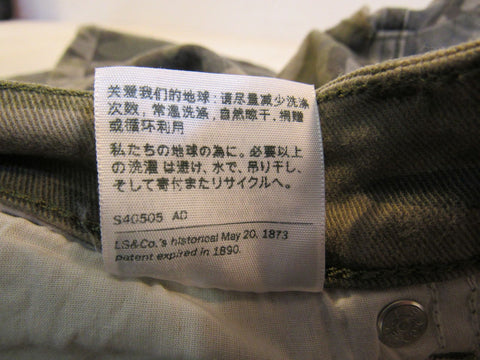 关爱我们的地球:请尽量减少洗涤
次数,常温洗涤,自然晾干,捐赠
或循环利用
私たちの地球の為に。必要以上
の洗濯は避け、水で、吊り干し、
そして寄付またリサイクルへ。
S40505 AD
LS&Co.'s historical May 20, 1873
patent expired in 1890.